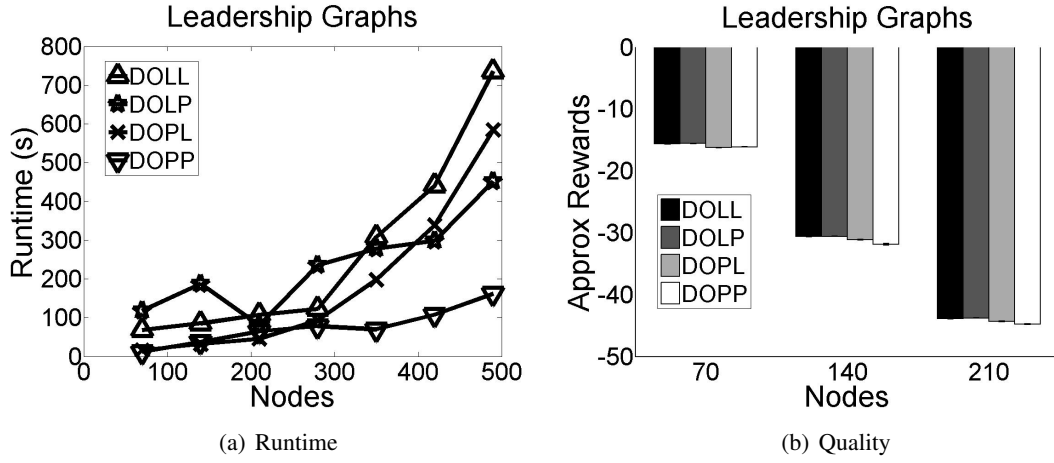 Leadership Graphs
800
700
600
500
400
300
200
100
0
Runtime (s)
DOLL
DOLP
DOPL
DOPP
0 100 200 300 400 500
Nodes
(a) Runtime
Leadership Graphs
0
-10
-20
-30
-40
-50
Approx Rewards
DOLL
DOLP
DOPL
DOPP
70 140 210
Nodes
(b) Quality